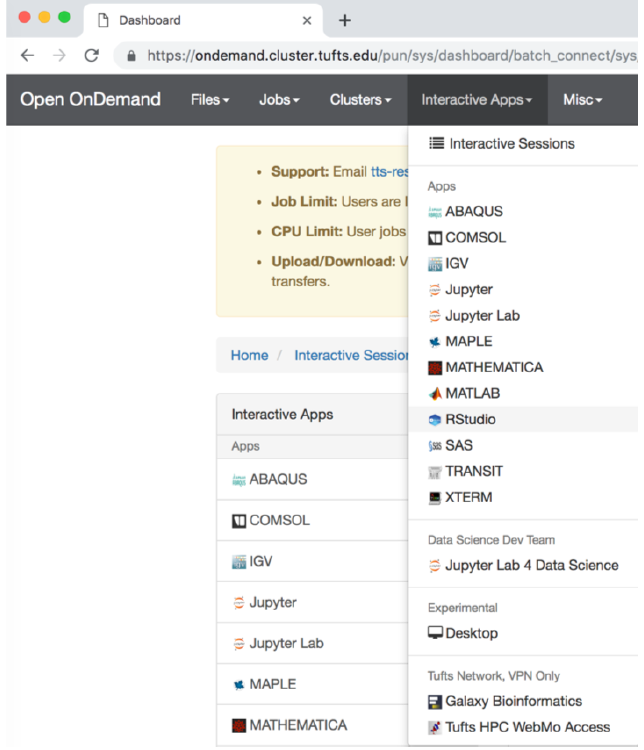 Dashboard
https://ondemand.cluster.tufts.edu/pun/sys/dashboard/batch_connect/sys
Open OnDemand Files Jobs Clusters Interactive Apps Misc
Interactive Sessions
Apps
ABAQUS
COMSOL
IGV
Jupyter
Jupyter Lab
MAPLE
MATHEMATICA
MATLAB
RStudio
SAS
TRANSIT
XTERM
Data Science Dev Team
Jupyter Lab 4 Data Science
Experimental
Desktop
Tufts Network, VPN Only
Galaxy Bioinformatics
Tufts HPC WebMo Access
Support: Email tts-res
Job Limit: Users are
CPU Limit: User jobs
Upload/Download: V
transfers.
Home / Interactive Session
Interactive Apps
Apps
ABAQUS
COMSOL
IGV
Jupyter
Jupyter Lab
MAPLE
MATHEMATICA